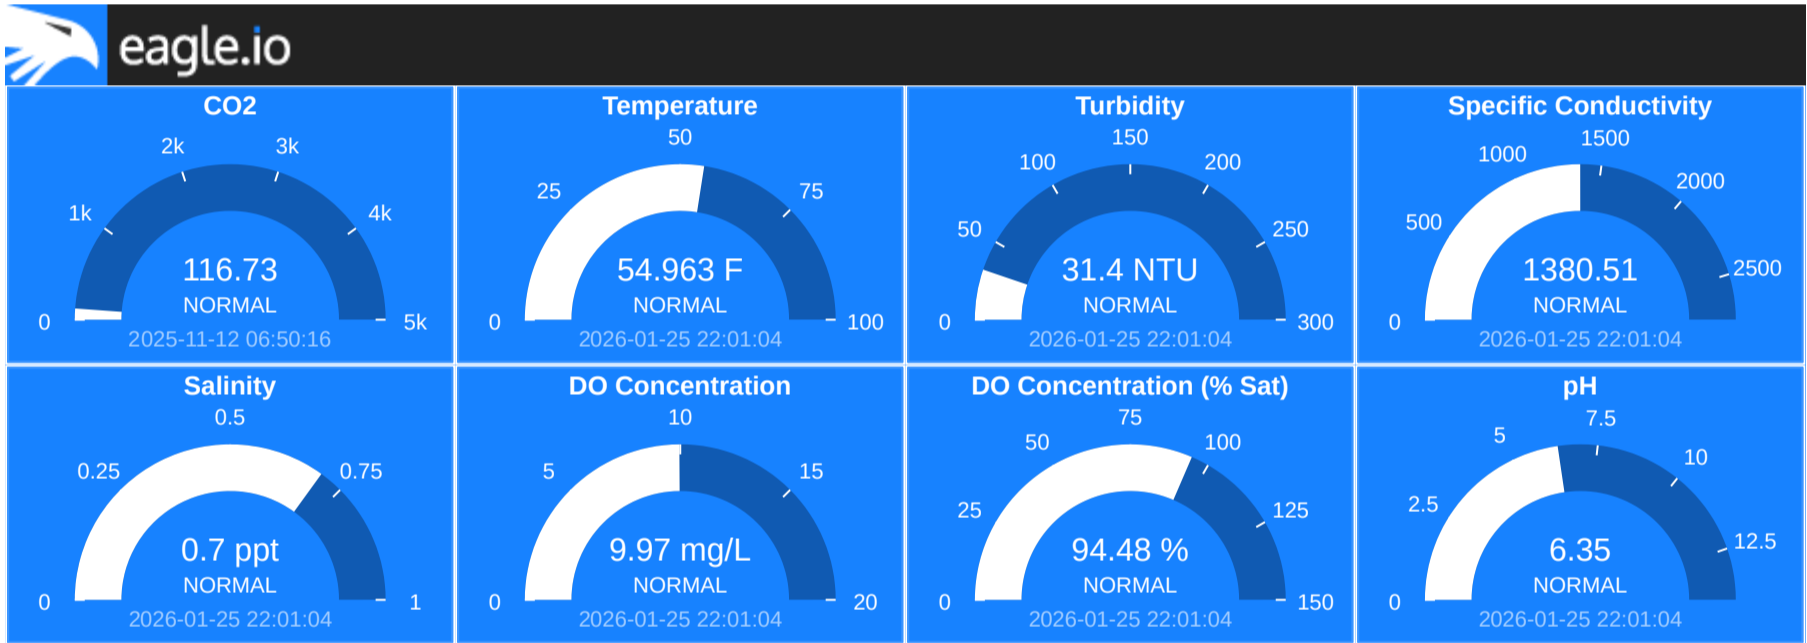 eagle.io
CO2
0
1k
2k
3k
4k
5k
116.73
NORMAL
2025-11-12 06:50:16
Temperature
0
25
50
75
100
54.963 F
NORMAL
2026-01-25 22:01:04
Turbidity
0
50
100
150
200
250
300
31.4 NTU
NORMAL
2026-01-25 22:01:04
Specific Conductivity
0
500
1000
1500
2000
2500
1380.51
NORMAL
2026-01-25 22:01:04
Salinity
0
0.25
0.5
0.75
1
0.7 ppt
NORMAL
2026-01-25 22:01:04
DO Concentration
0
5
10
15
20
9.97 mg/L
NORMAL
2026-01-25 22:01:04
DO Concentration (% Sat)
0
25
50
75
100
125
150
94.48 %
NORMAL
2026-01-25 22:01:04
pH
0
2.5
5
7.5
10
12.5
6.35
NORMAL
2026-01-25 22:01:04